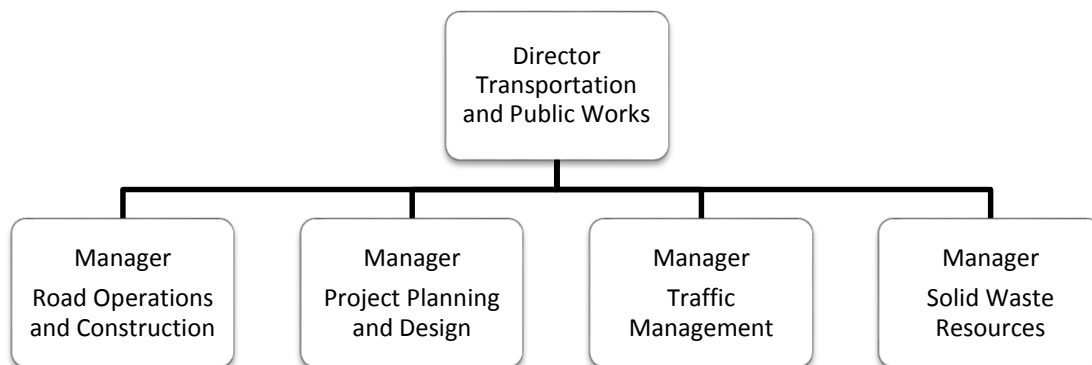 Director
Transportation
and Public Works
Manager
Road Operations
and Construction
Manager
Project Planning
and Design
Manager
Traffic
Management
Manager
Solid Waste
Resources